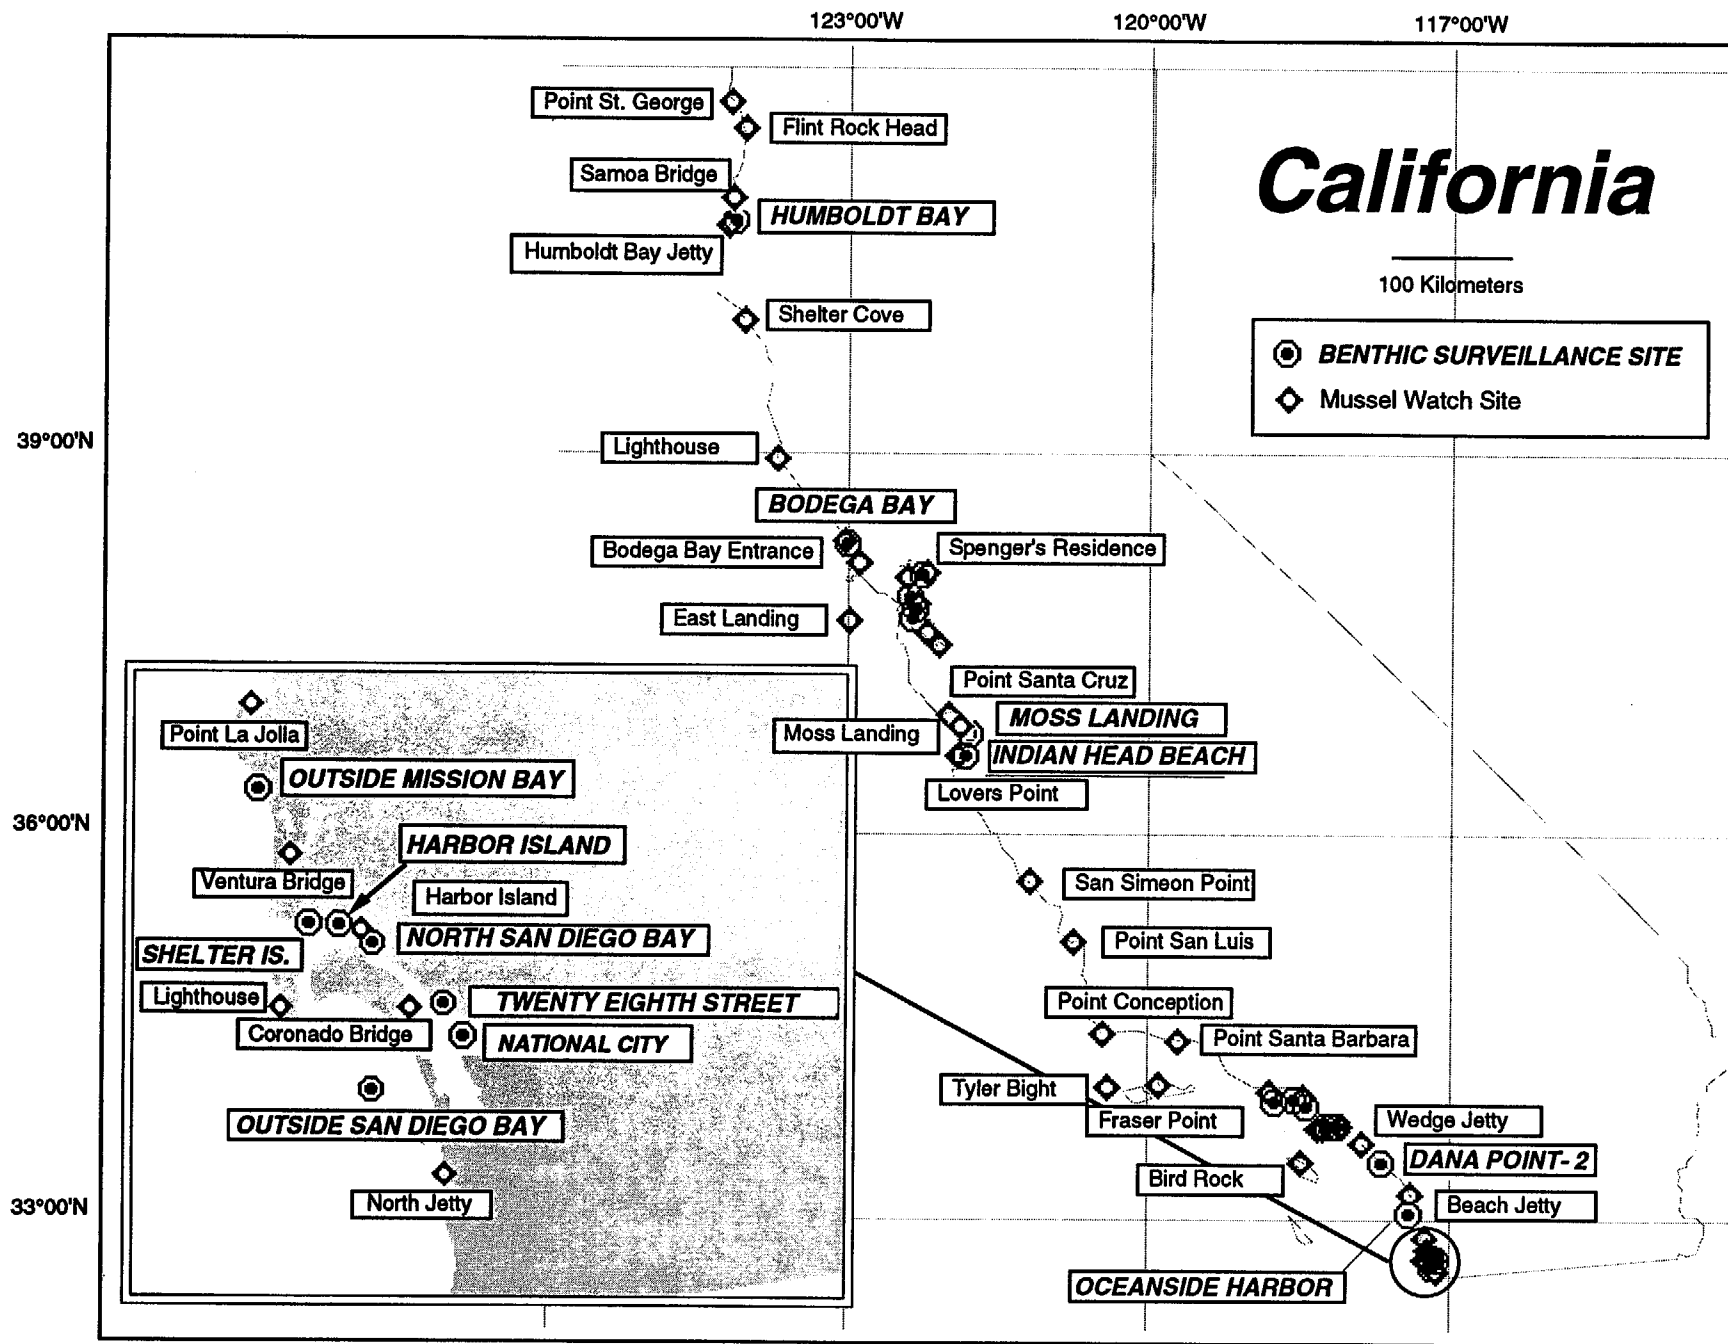 123°00'W
120°00'W
117°00'W
Point St. George
Flint Rock Head
California
Samoa Bridge
HUMBOLDT BAY
Humboldt Bay Jetty
100 Kilometers
Shelter Cove
BENTHIC SURVEILLANCE SITE
Mussel Watch Site
39°00'N
Lighthouse
BODEGA BAY
Bodega Bay Entrance
Spenger's Residence
East Landing
Point Santa Cruz
MOSS LANDING
Moss Landing
INDIAN HEAD BEACH
Lovers Point
Point La Jolla
OUTSIDE MISSION BAY
36°00'N
HARBOR ISLAND
Ventura Bridge
Harbor Island
San Simeon Point
NORTH SAN DIEGO BAY
Point San Luis
SHELTER IS.
Lighthouse
TWENTY EIGHTH STREET
Point Conception
Coronado Bridge
NATIONAL CITY
Point Santa Barbara
Tyler Bight
OUTSIDE SAN DIEGO BAY
Fraser Point
Wedge Jetty
DANA POINT- 2
Bird Rock
North Jetty
33°00'N
Beach Jetty
OCEANSIDE HARBOR